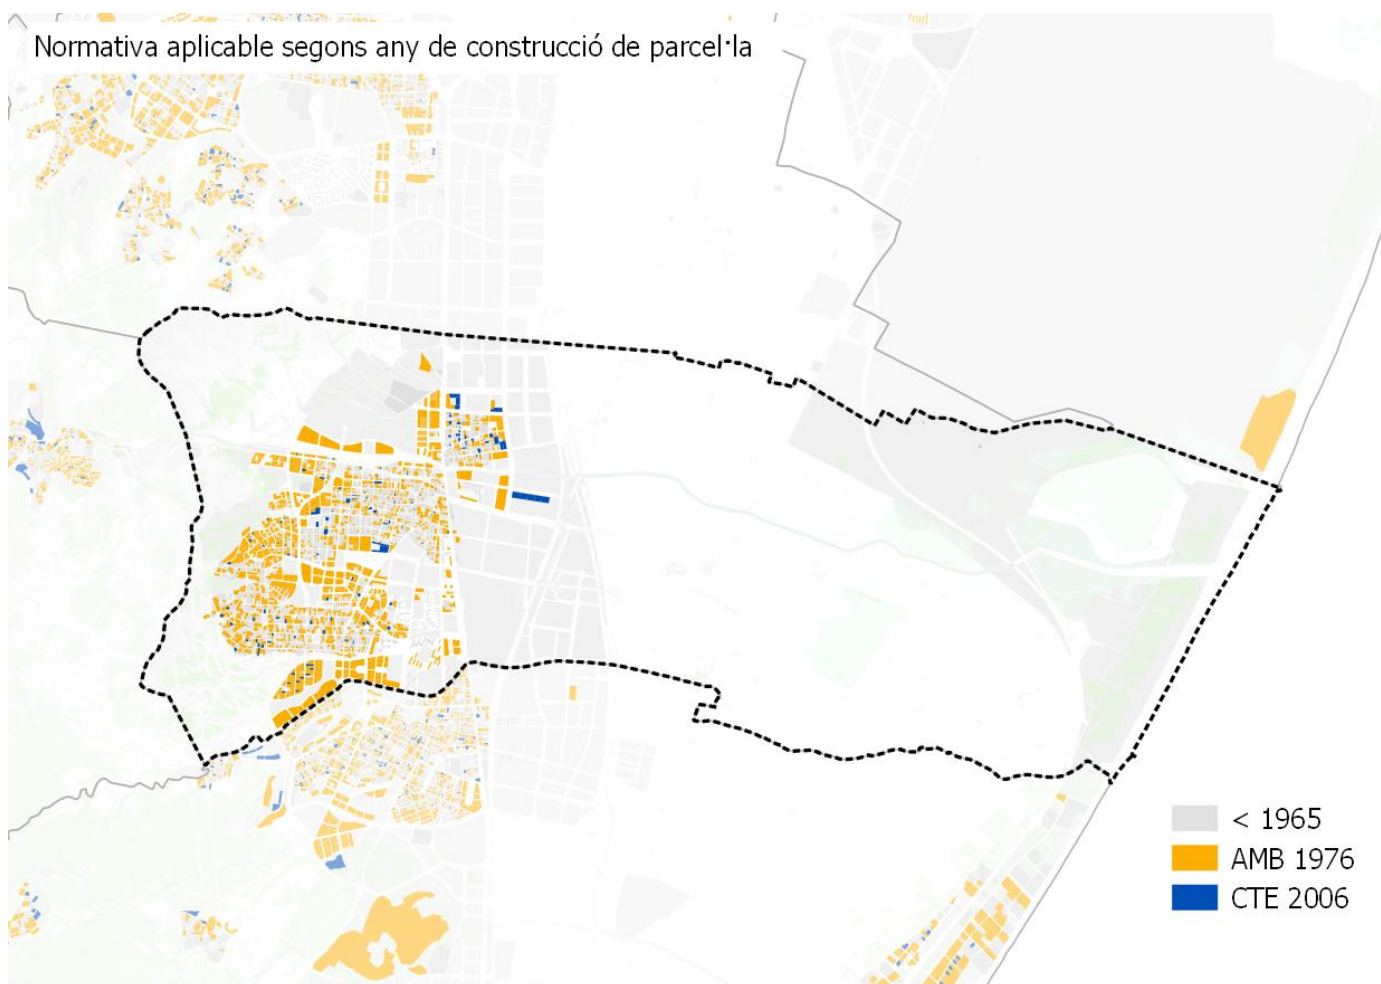 Normativa aplicable segons any de construcció de parcel·la
< 1965
AMB 1976
CTE 2006